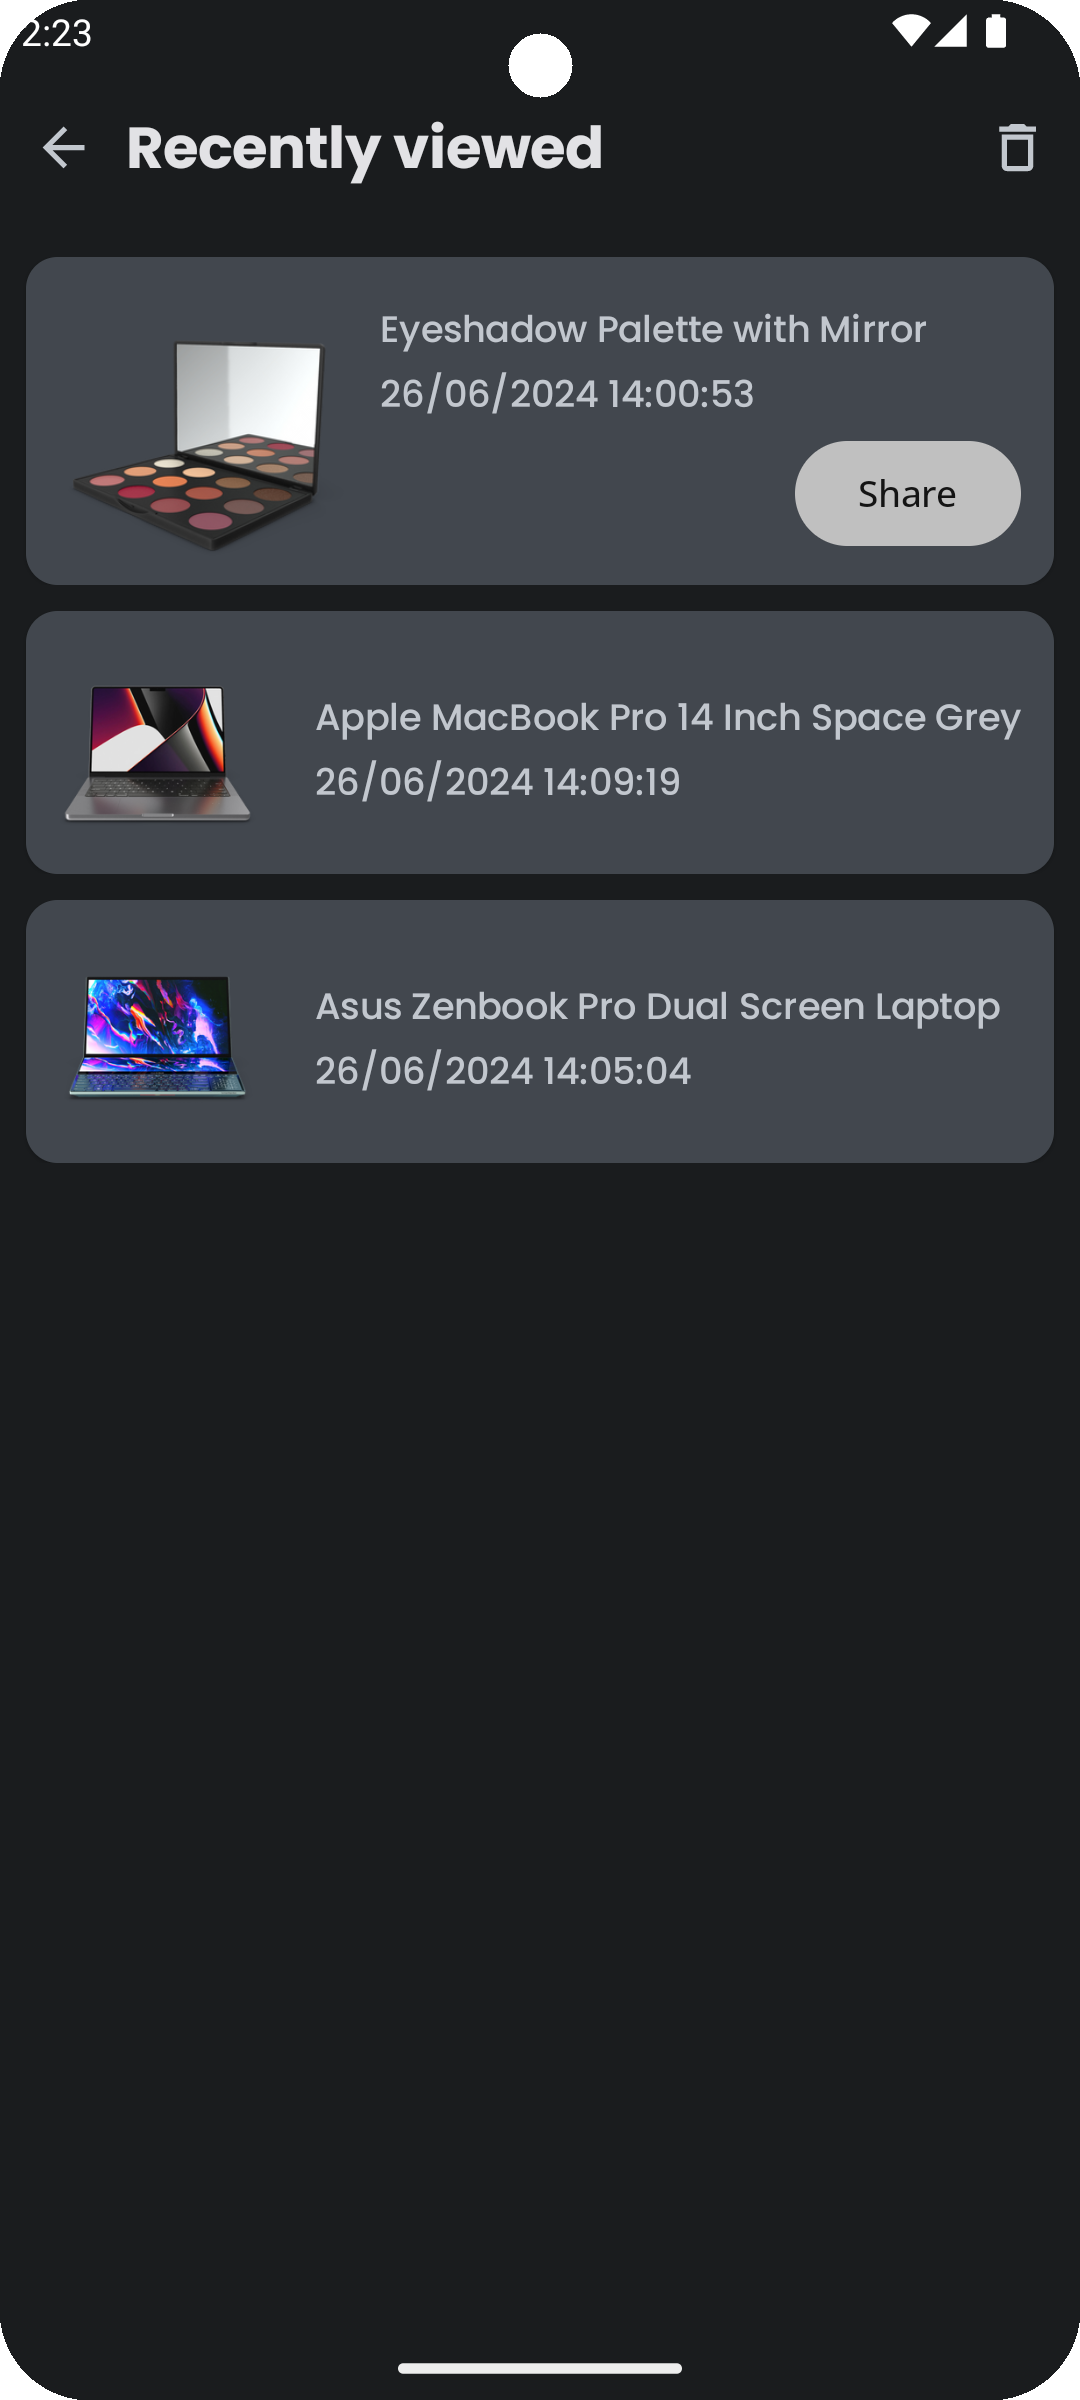 2:23
Recently viewed
Eyeshadow Palette with Mirror
26/06/2024 14:00:53
Share
Apple MacBook Pro 14 Inch Space Grey
26/06/2024 14:09:19
Asus Zenbook Pro Dual Screen Laptop
26/06/2024 14:05:04